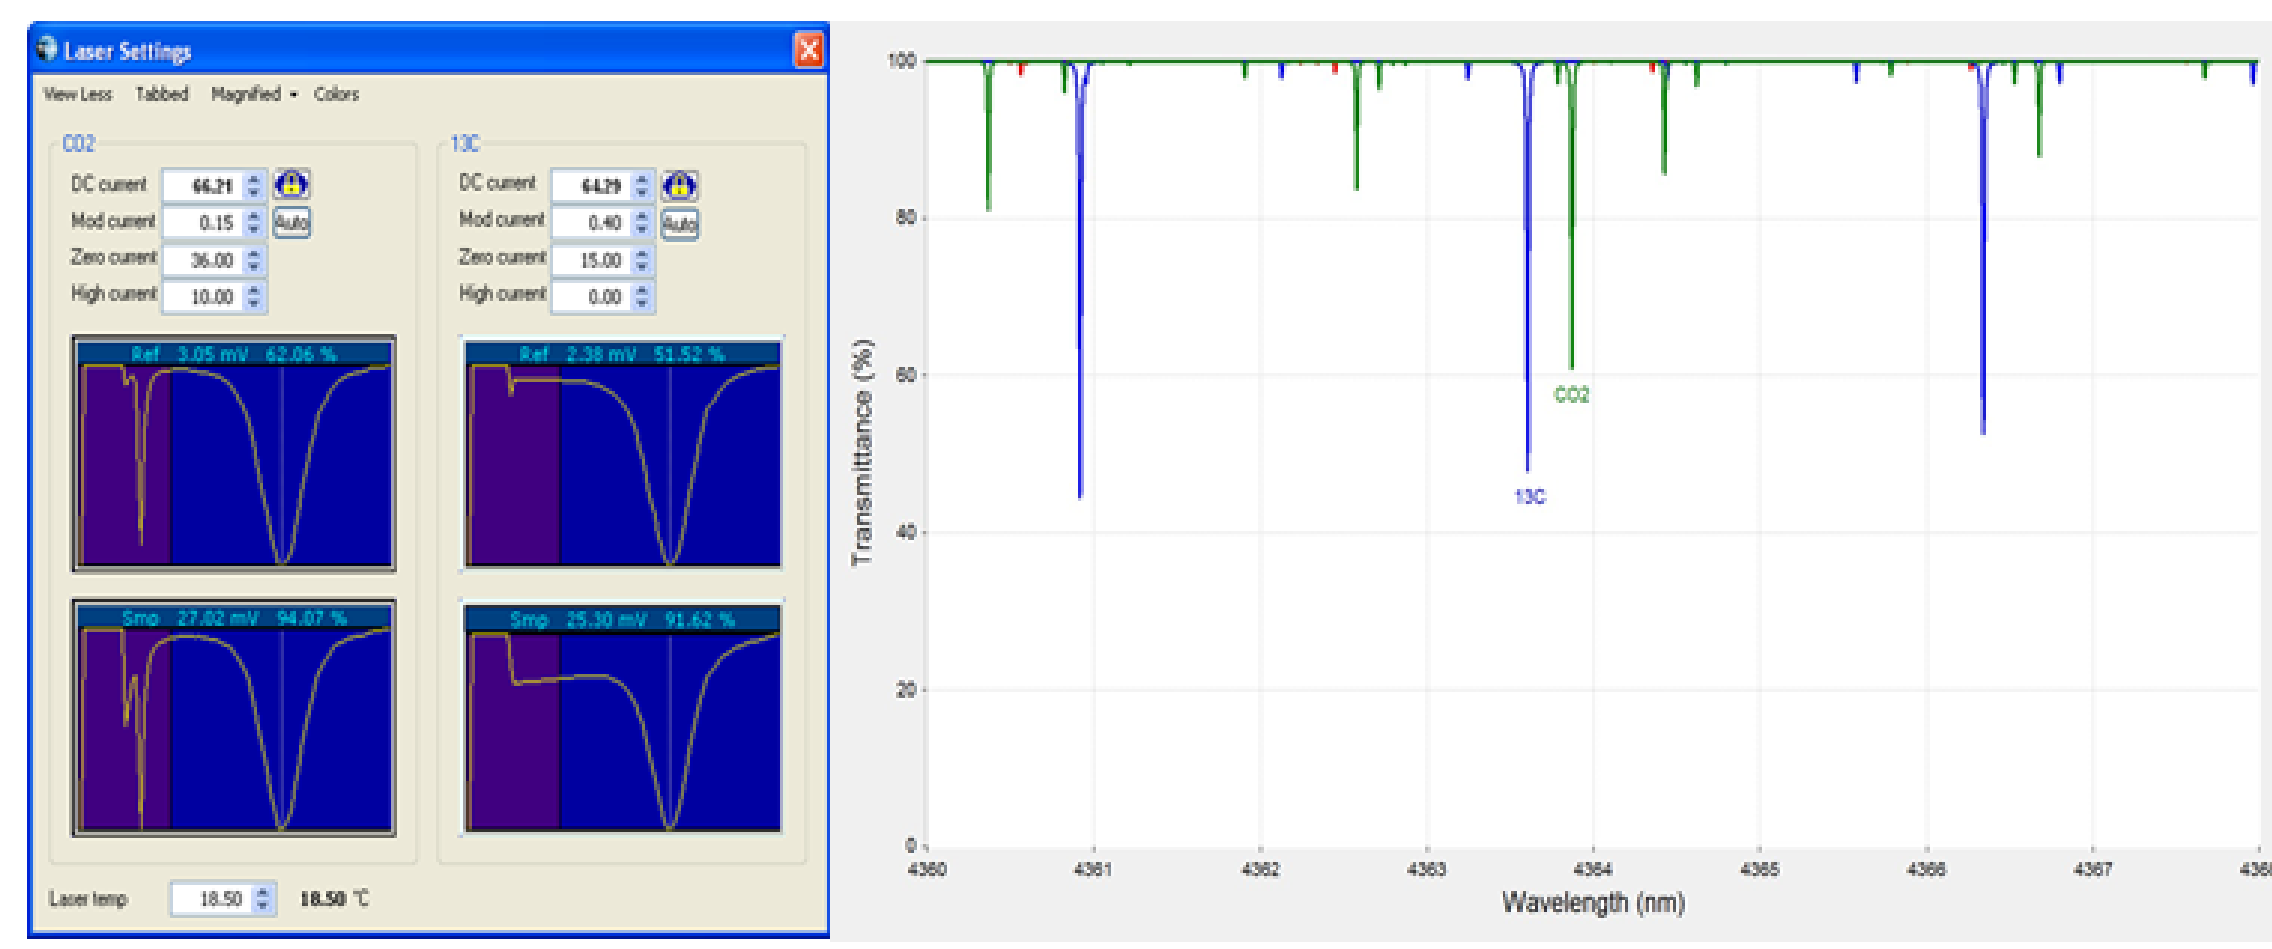 Laser Settings
View Less Tabbed Magnified Colors
CO2
DC current 66.21
Mod current 0.15 Auto
Zero current 36.00
High current 10.00
Ref 3.05 mV 62.06 %
Smp 27.02 mV 94.07 %
13C
DC current 64.29
Mod current 0.40 Auto
Zero current 15.00
High current 0.00
Ref 2.38 mV 51.52 %
Smp 25.30 mV 91.62 %
Laser temp 18.50 18.50 °C
Transmittance (%)
100
80
60
40
20
0
CO2
13C
4360 4361 4362 4363 4364 4365 4366 4367
Wavelength (nm)